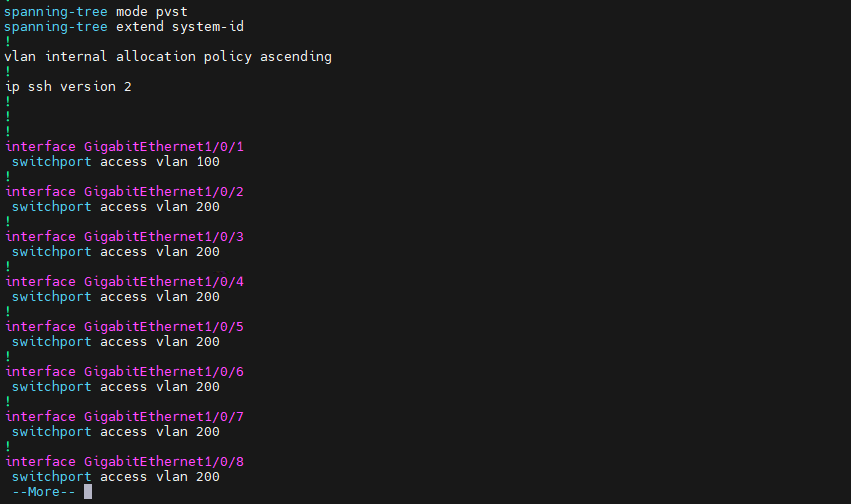 !
spanning-tree mode pvst
spanning-tree extend system-id
!
vlan internal allocation policy ascending
!
ip ssh version 2
!
!
!
interface GigabitEthernet1/0/1
 switchport access vlan 100
!
interface GigabitEthernet1/0/2
 switchport access vlan 200
!
interface GigabitEthernet1/0/3
 switchport access vlan 200
!
interface GigabitEthernet1/0/4
 switchport access vlan 200
!
interface GigabitEthernet1/0/5
 switchport access vlan 200
!
interface GigabitEthernet1/0/6
 switchport access vlan 200
!
interface GigabitEthernet1/0/7
 switchport access vlan 200
!
interface GigabitEthernet1/0/8
 switchport access vlan 200
 --More--